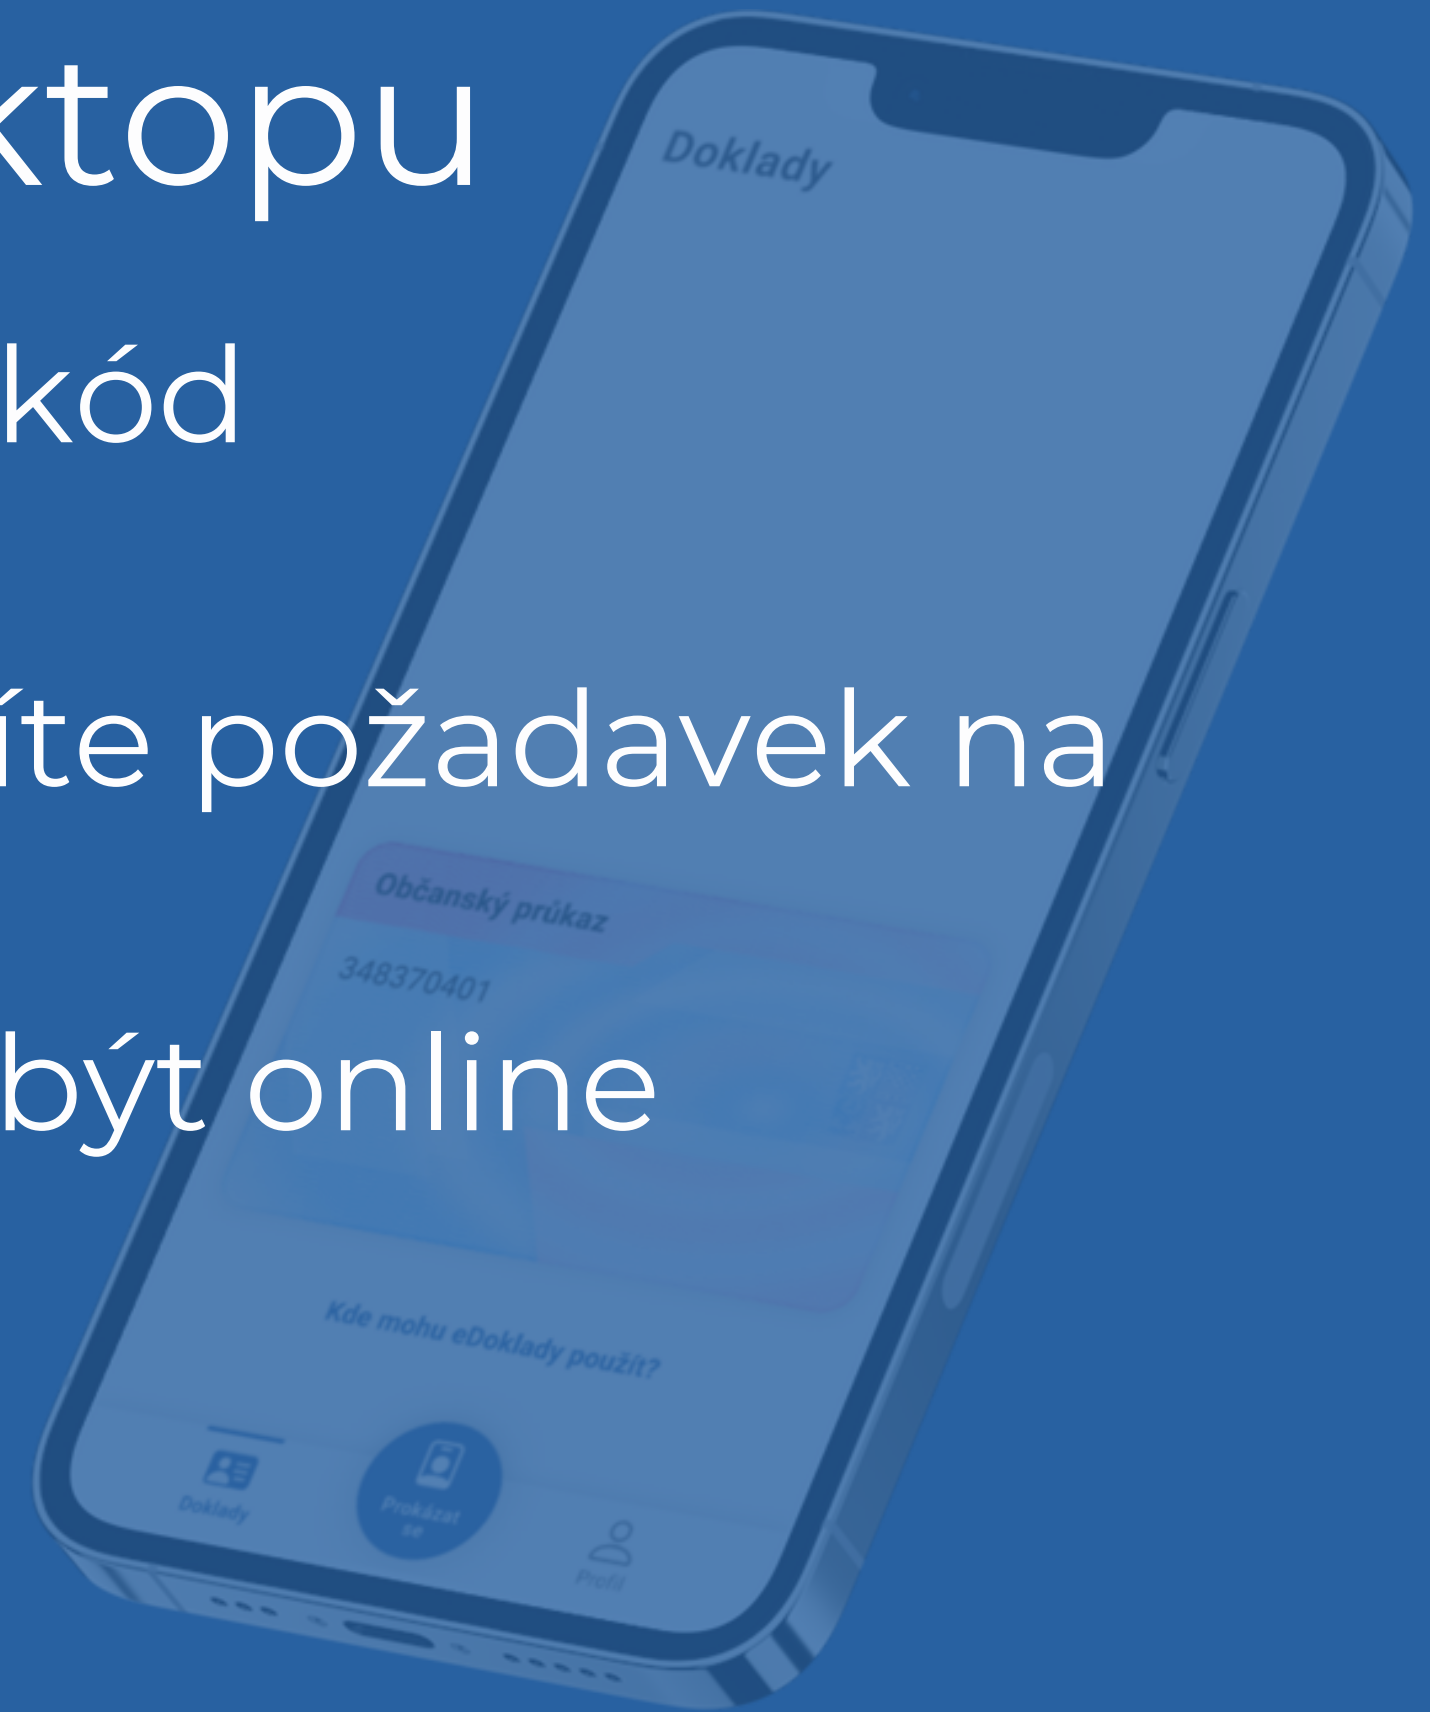 ktopu
Doklady
kód
íte požadavek na
Občanský průkaz
348370401
být online
Kde mohu eDoklady použít?
Doklady
Prokázat
se
Profil